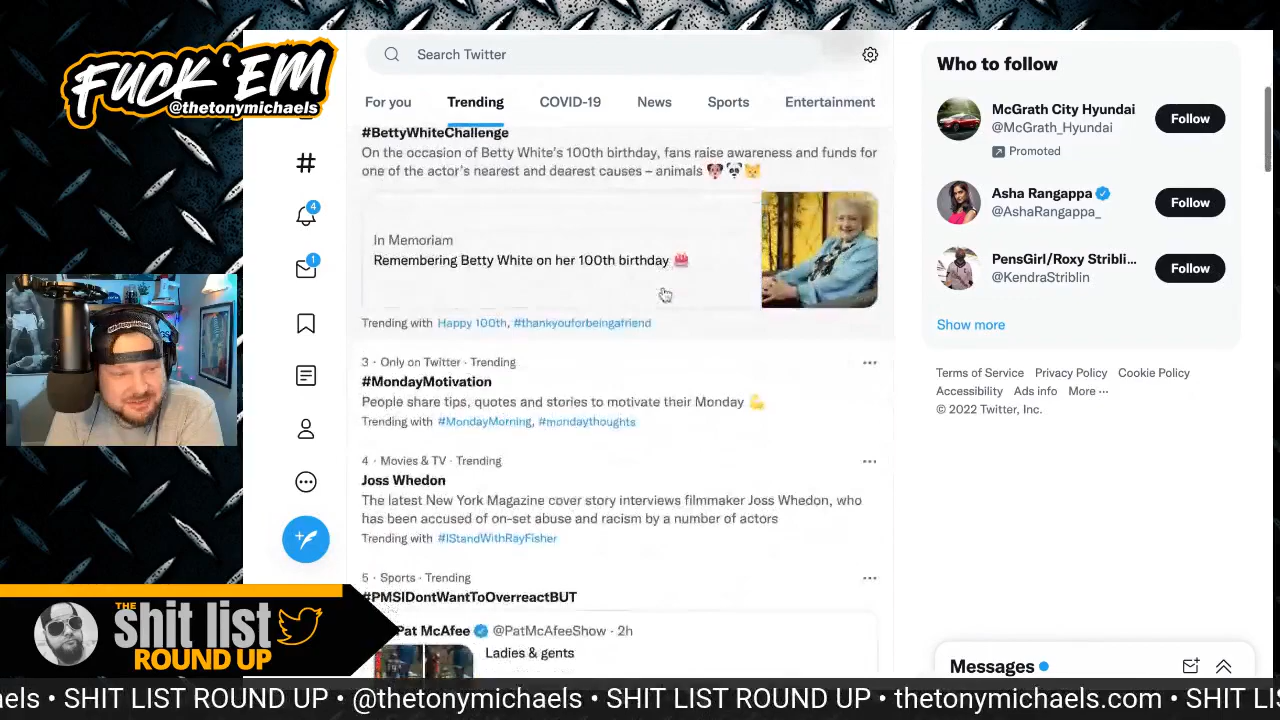 FUCK 'EM
@thetonymichaels
Search Twitter
For you
Trending
COVID-19
News
Sports
Entertainment
#BettyWhiteChallenge
On the occasion of Betty White's 100th birthday, fans raise awareness and funds for
one of the actor's nearest and dearest causes – animals 🐶🐼🐱
In Memoriam
Remembering Betty White on her 100th birthday 🎂
Trending with Happy 100th, #thankyouforbeingafriend
3 · Only on Twitter · Trending
#MondayMotivation
People share tips, quotes and stories to motivate their Monday 💪
Trending with #MondayMorning, #mondaythoughts
4 · Movies & TV · Trending
Joss Whedon
The latest New York Magazine cover story interviews filmmaker Joss Whedon, who
has been accused of on-set abuse and racism by a number of actors
Trending with #IStandWithRayFisher
5 · Sports · Trending
#PMSIDontWantToOverreactBUT
Pat McAfee @PatMcAfeeShow · 2h
Ladies & gents
4
1
Who to follow
McGrath City Hyundai
@McGrath_Hyundai
Promoted
Follow
Asha Rangappa
@AshaRangappa_
Follow
PensGirl/Roxy Stribli...
@KendraStriblin
Follow
Show more
Terms of Service Privacy Policy Cookie Policy
Accessibility Ads info More ···
© 2022 Twitter, Inc.
Messages
THE
shit list
ROUND UP
aels • SHIT LIST ROUND UP • @thetonymichaels • SHIT LIST ROUND UP • thetonymichaels.com • SHIT LIS